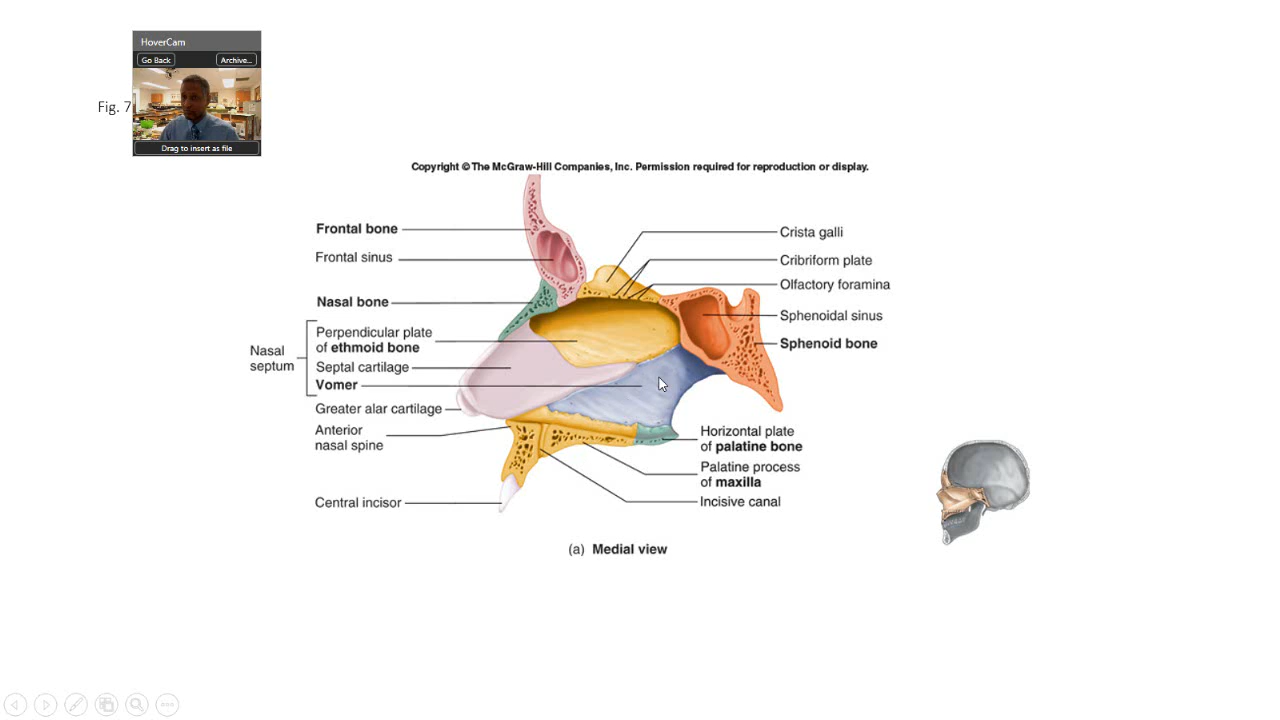 HoverCam
Go Back
Archive...
Fig. 7
Drag to insert as file
Copyright © The McGraw-Hill Companies, Inc. Permission required for reproduction or display.
Frontal bone
Frontal sinus
Nasal bone
Nasal
septum
Perpendicular plate
of ethmoid bone
Septal cartilage
Vomer
Greater alar cartilage
Anterior
nasal spine
Central incisor
Crista galli
Cribriform plate
Olfactory foramina
Sphenoidal sinus
Sphenoid bone
Horizontal plate
of palatine bone
Palatine process
of maxilla
Incisive canal
(a) Medial view